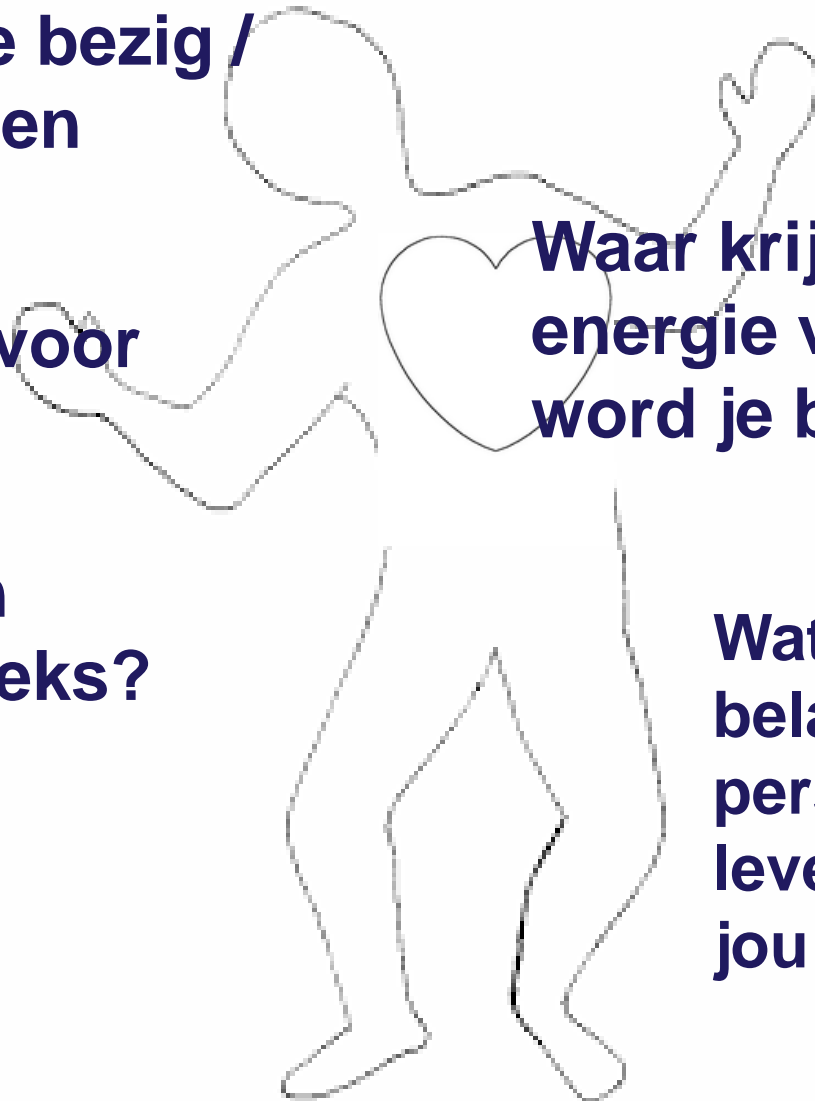 e bezig /
en
voor
eks?
Waar krij
energie v
word je b
Wat
bela
pers
leve
jou